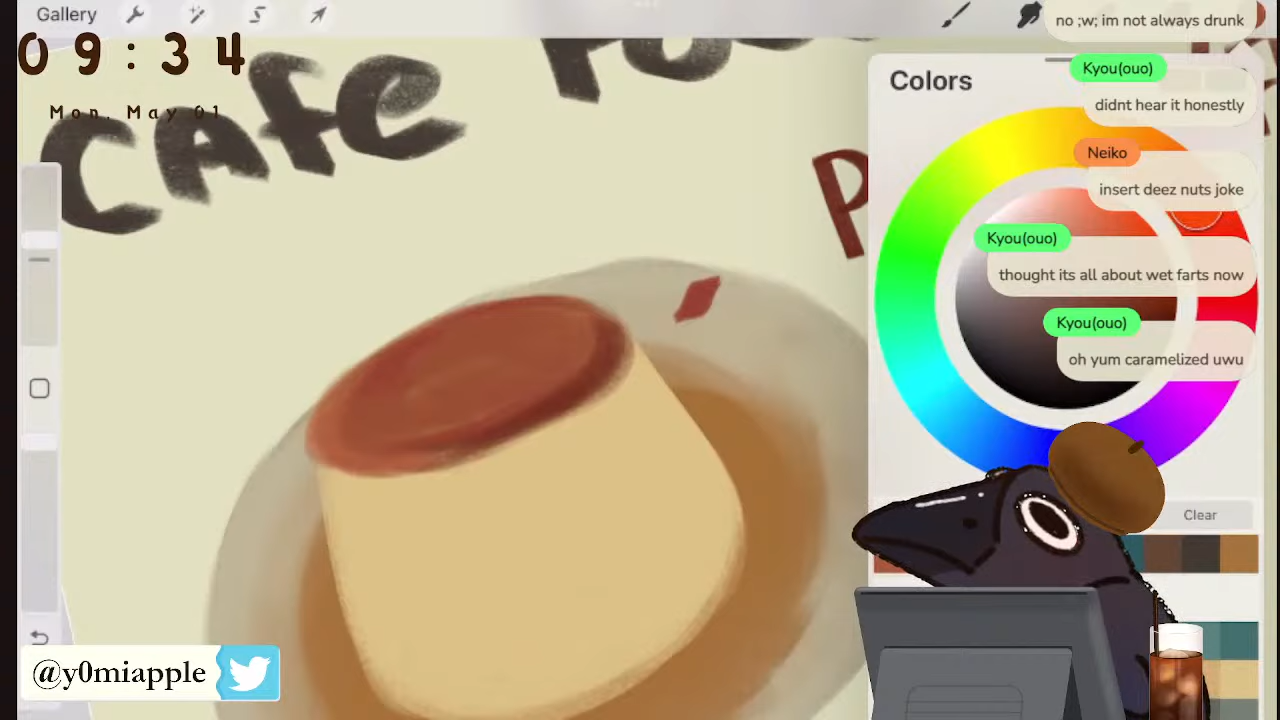 Gallery
09:34
Mon, May 01
CAfe
P
Colors
no ;w; im not always drunk
Kyou(ouo)
didnt hear it honestly
Neiko
insert deez nuts joke
Kyou(ouo)
thought its all about wet farts now
Kyou(ouo)
oh yum caramelized uwu
Clear
@y0miapple